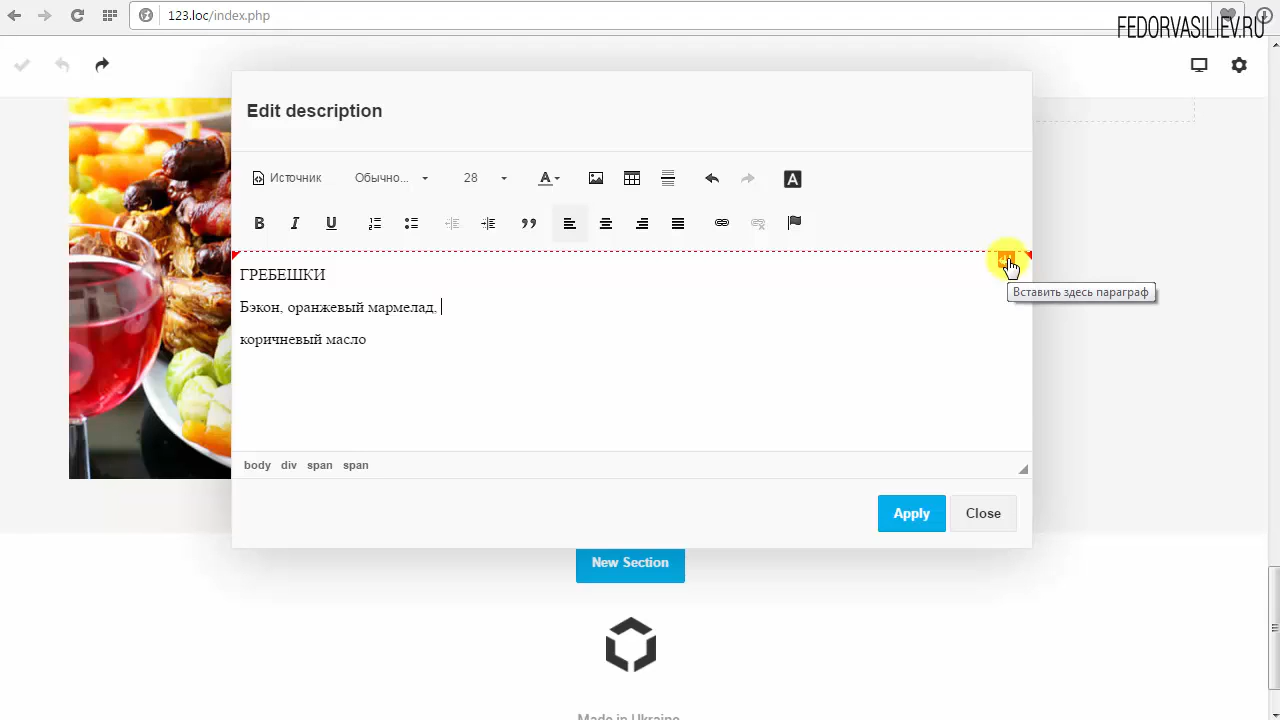 123.loc/index.php
FEDORVASILIEV.RU
Edit description
Источник
Обычно...
28
A
A
B I U
ГРЕБЕШКИ
Бэкон, оранжевый мармелад,
коричневый масло
Вставить здесь параграф
body div span span
Apply
Close
New Section
Made in Ukraine